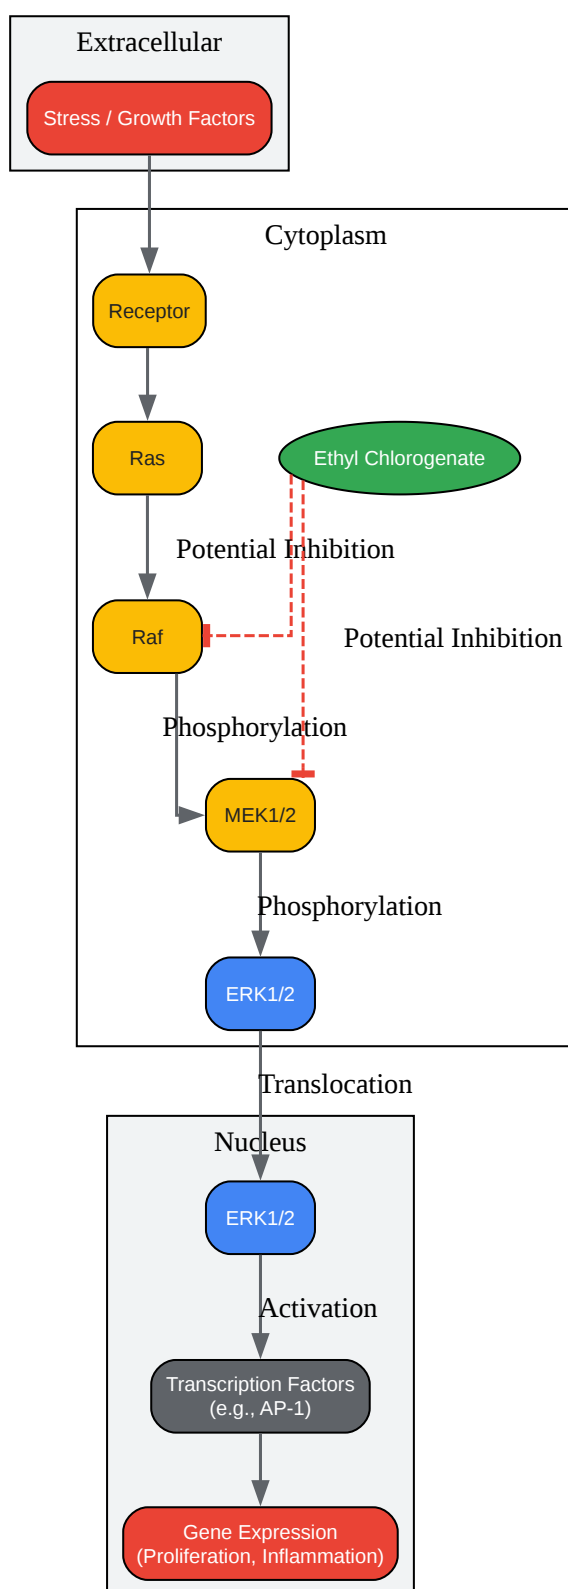 Extracellular
Stress / Growth Factors
Cytoplasm
Receptor
Ras
Ethyl Chlorogenate
Potential Inhibition
Raf
Potential Inhibition
Phosphorylation
MEK1/2
Phosphorylation
ERK1/2
Translocation
Nucleus
ERK1/2
Activation
Transcription Factors
(e.g., AP-1)
Gene Expression
(Proliferation, Inflammation)